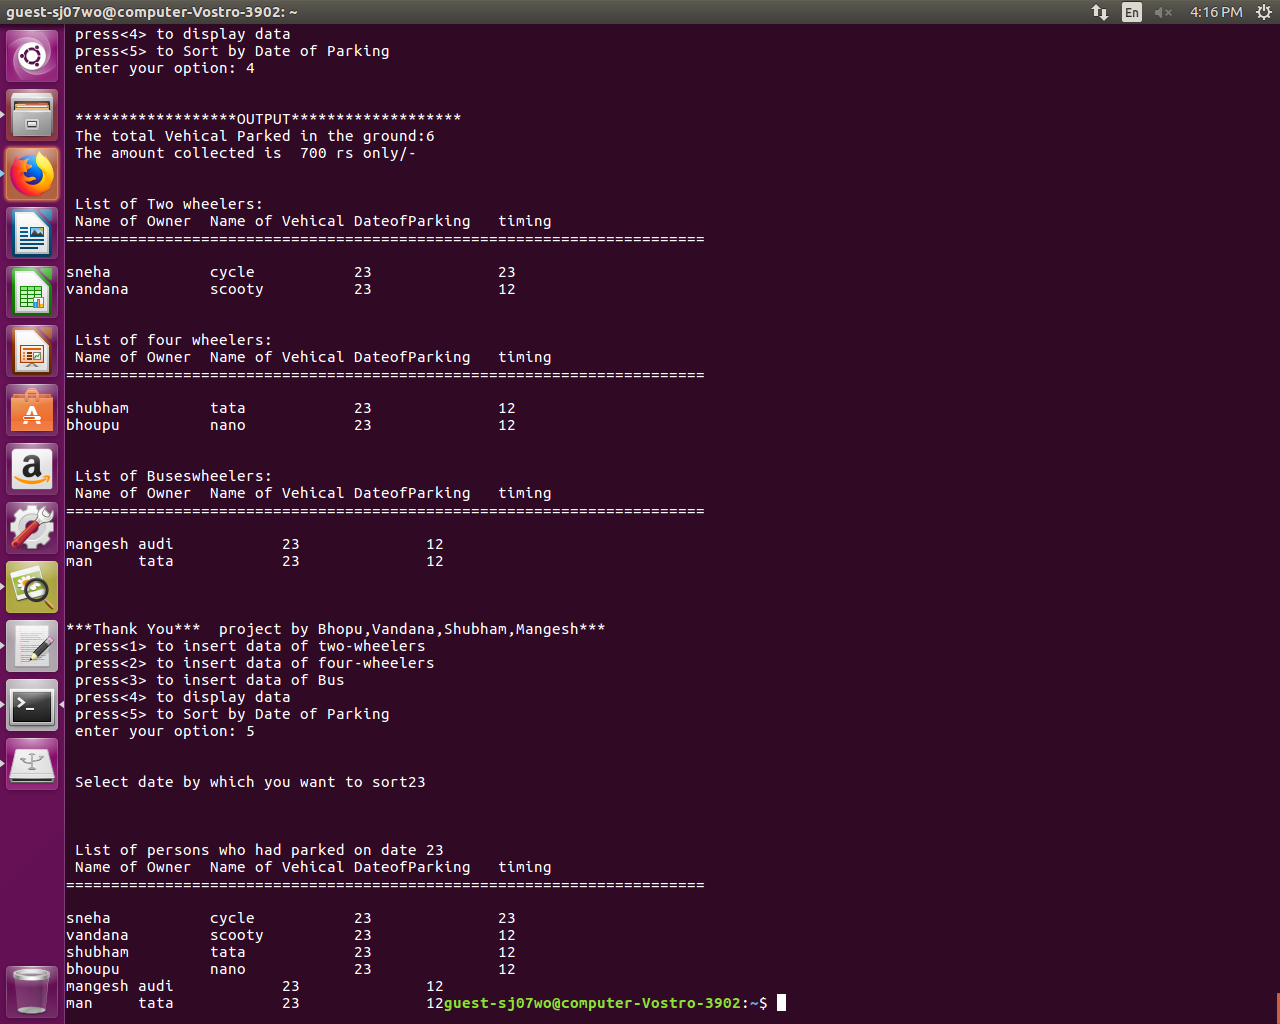 guest-sj07wo@computer-Vostro-3902: ~ En 4:16 PM
press<4> to display data
press<5> to Sort by Date of Parking
enter your option: 4
******************OUTPUT*******************
The total Vehical Parked in the ground:6
The amount collected is  700 rs only/-
List of Two wheelers:
Name of Owner  Name of Vehical DateofParking   timing
=======================================================================
sneha           cycle           23              23
vandana         scooty          23              12
List of four wheelers:
Name of Owner  Name of Vehical DateofParking   timing
=======================================================================
shubham         tata            23              12
bhoupu          nano            23              12
List of Buseswheelers:
Name of Owner  Name of Vehical DateofParking   timing
=======================================================================
mangesh audi            23              12
man     tata            23              12
***Thank You***  project by Bhopu,Vandana,Shubham,Mangesh***
press<1> to insert data of two-wheelers
press<2> to insert data of four-wheelers
press<3> to insert data of Bus
press<4> to display data
press<5> to Sort by Date of Parking
enter your option: 5
Select date by which you want to sort23
List of persons who had parked on date 23
Name of Owner  Name of Vehical DateofParking   timing
=======================================================================
sneha           cycle           23              23
vandana         scooty          23              12
shubham         tata            23              12
bhoupu          nano            23              12
mangesh audi            23              12
man     tata            23              12guest-sj07wo@computer-Vostro-3902:~$